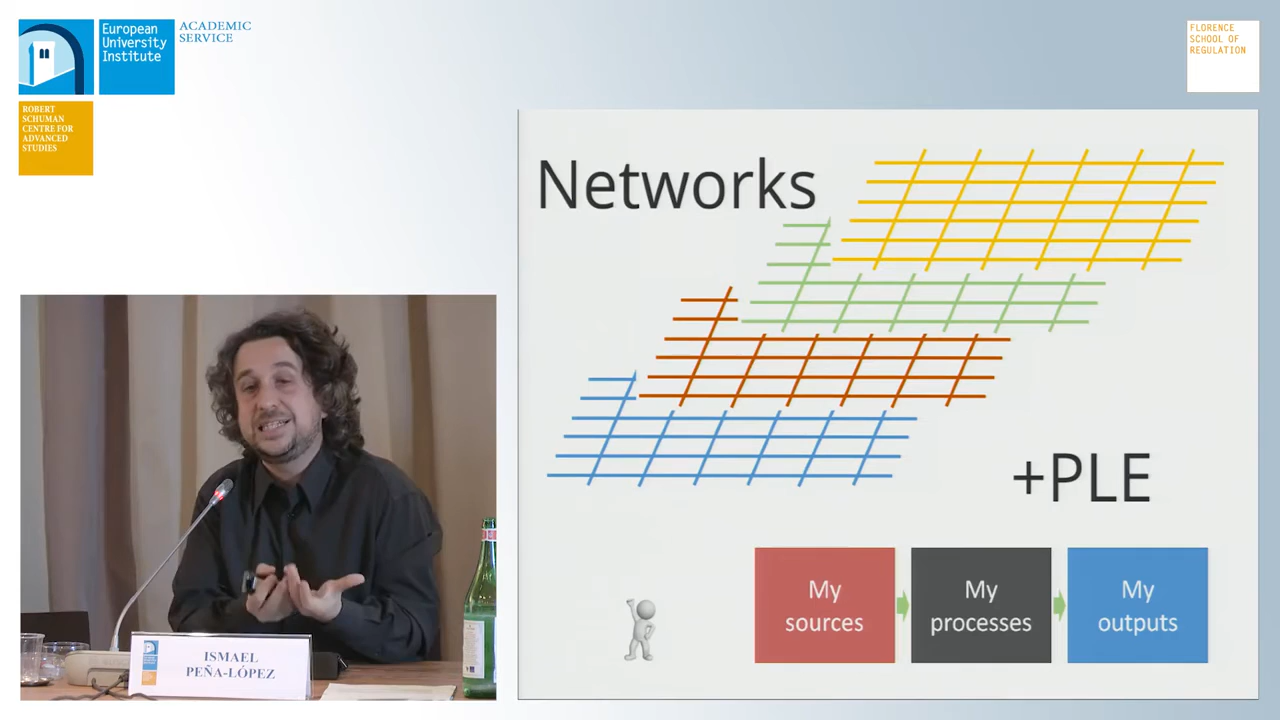 European
University
Institute
ACADEMIC
SERVICE
ROBERT
SCHUMAN
CENTRE FOR
ADVANCED
STUDIES
FLORENCE
SCHOOL OF
REGULATION
Networks
+PLE
My
sources
My
processes
My
outputs
ISMAEL
PEÑA-LÓPEZ